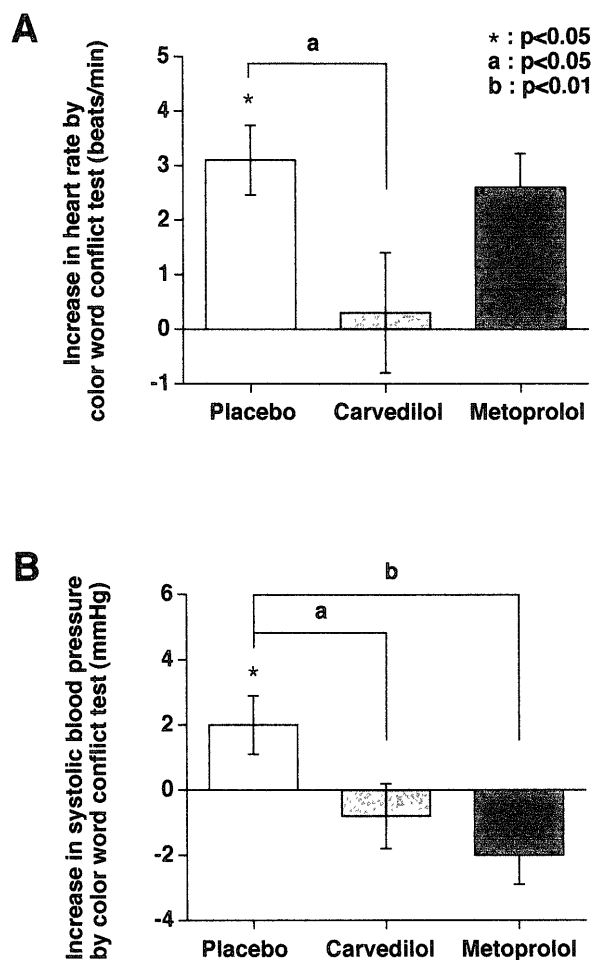 A
* : p<0.05
a : p<0.05
b : p<0.01
a
*
Increase in heart rate by
color word conflict test (beats/min)
5
4
3
2
1
0
-1
Placebo Carvedilol Metoprolol
B
b
a
*
Increase in systolic blood pressure
by color word conflict test (mmHg)
6
4
2
0
-2
-4
Placebo Carvedilol Metoprolol